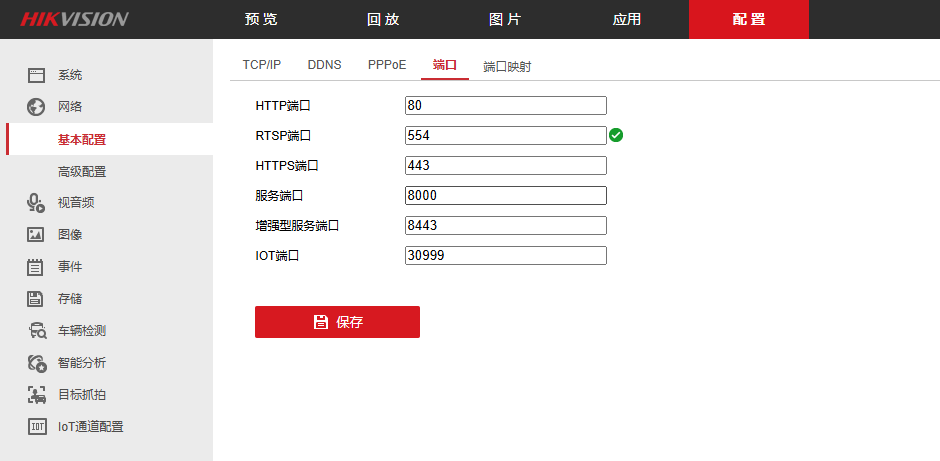 HIKVISION 预览 回放 图片 应用 配置
系统
网络
基本配置
高级配置
视音频
图像
事件
存储
车辆检测
智能分析
目标抓拍
IOT IoT通道配置
TCP/IP DDNS PPPoE 端口 端口映射
HTTP端口 80
RTSP端口 554
HTTPS端口 443
服务端口 8000
增强型服务端口 8443
IOT端口 30999
保存